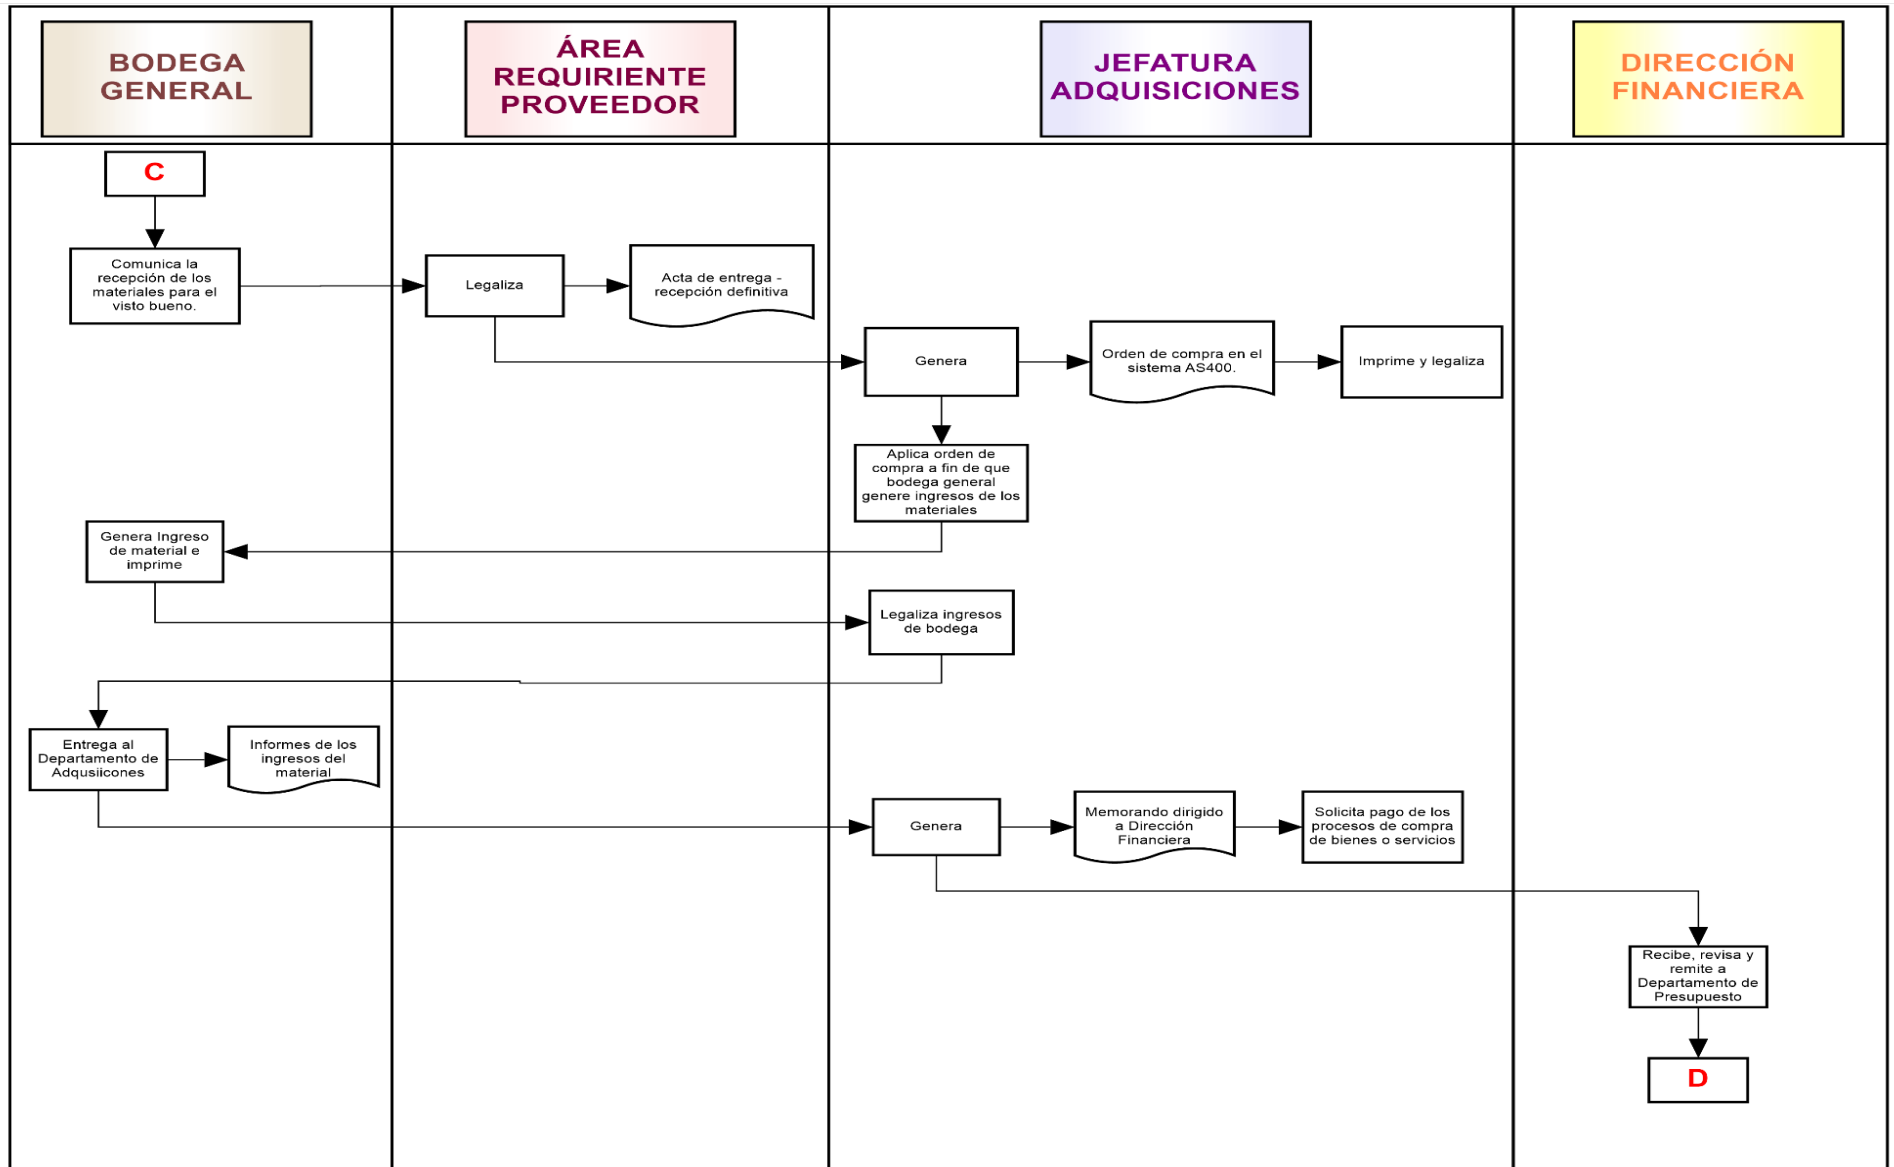 BODEGA
GENERAL
ÁREA
REQUIRIENTE
PROVEEDOR
JEFATURA
ADQUISICIONES
DIRECCIÓN
FINANCIERA
C
Comunica la
recepción de los
materiales para el
visto bueno.
Legaliza
Acta de entrega -
recepción definitiva
Genera
Orden de compra en el
sistema AS400.
Imprime y legaliza
Aplica orden de
compra a fin de que
bodega general
genere ingresos de los
materiales
Genera Ingreso
de material e
imprime
Legaliza ingresos
de bodega
Entrega al
Departamento de
Adqusiicones
Informes de los
ingresos del
material
Genera
Memorando dirigido
a Dirección
Financiera
Solicita pago de los
procesos de compra
de bienes o servicios
Recibe, revisa y
remite a
Departamento de
Presupuesto
D